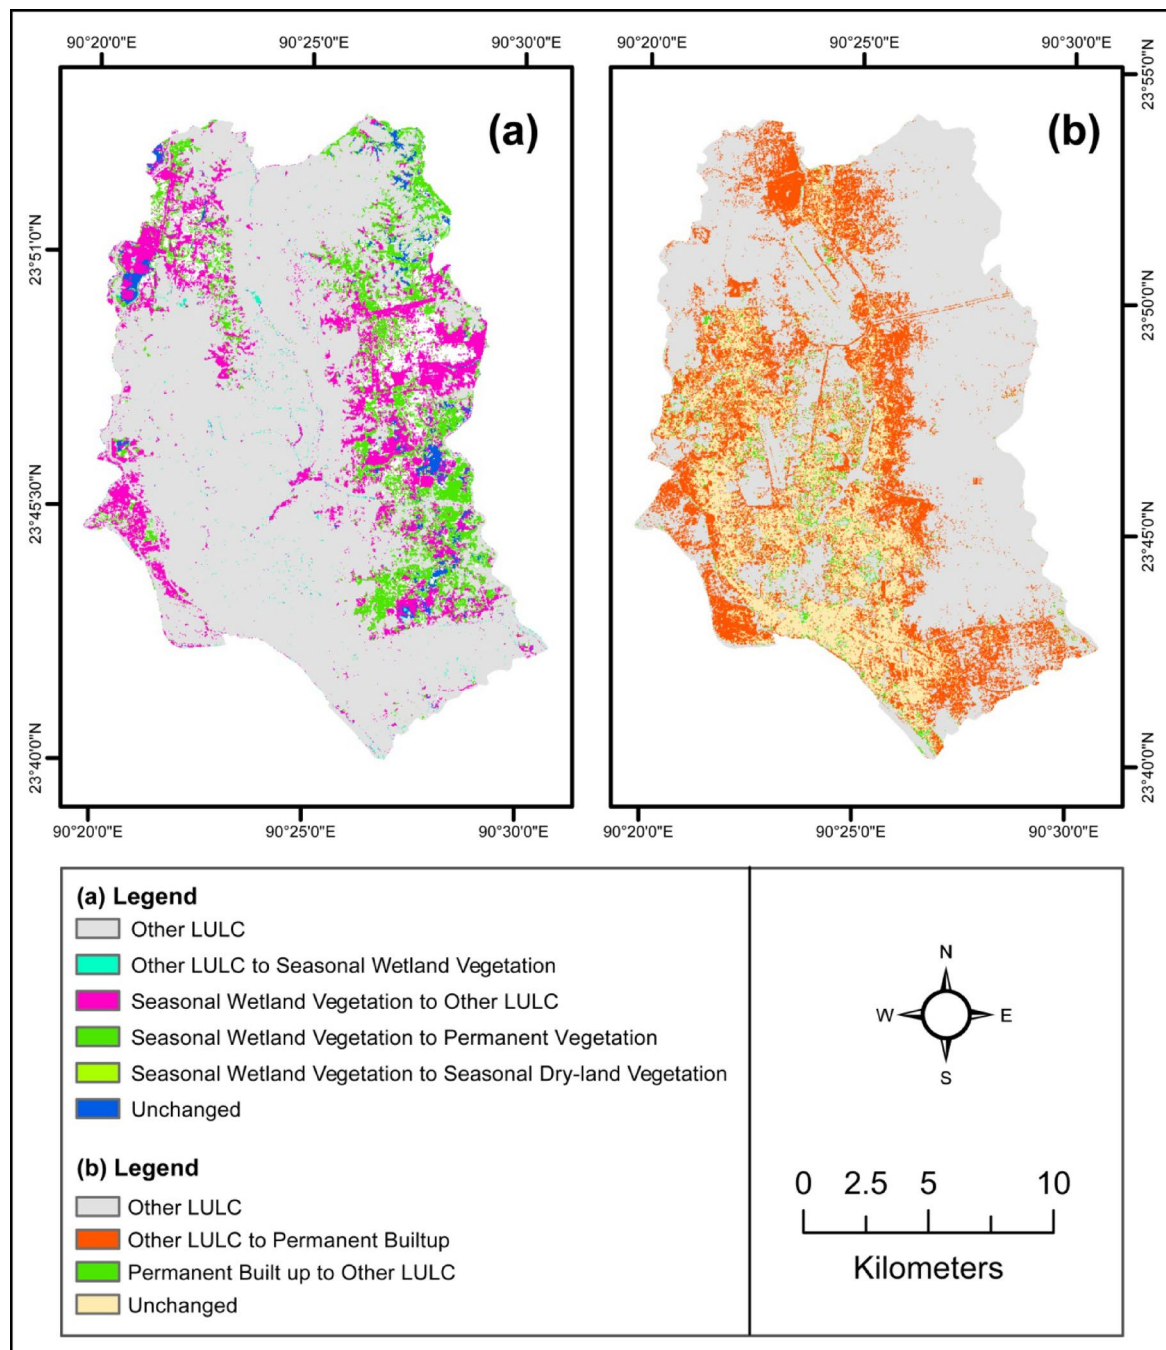 90°20'0"E 90°25'0"E 90°30'0"E 90°20'0"E 90°25'0"E 90°30'0"E
(a) (b)
23°51'0"N
23°45'30"N
23°40'0"N
23°55'0"N
23°50'0"N
23°45'0"N
23°40'0"N
90°20'0"E 90°25'0"E 90°30'0"E 90°20'0"E 90°25'0"E 90°30'0"E
(a) Legend
Other LULC
Other LULC to Seasonal Wetland Vegetation
Seasonal Wetland Vegetation to Other LULC
Seasonal Wetland Vegetation to Permanent Vegetation
Seasonal Wetland Vegetation to Seasonal Dry-land Vegetation
Unchanged
(b) Legend
Other LULC
Other LULC to Permanent Builtup
Permanent Built up to Other LULC
Unchanged
N
W E
S
0 2.5 5 10
Kilometers